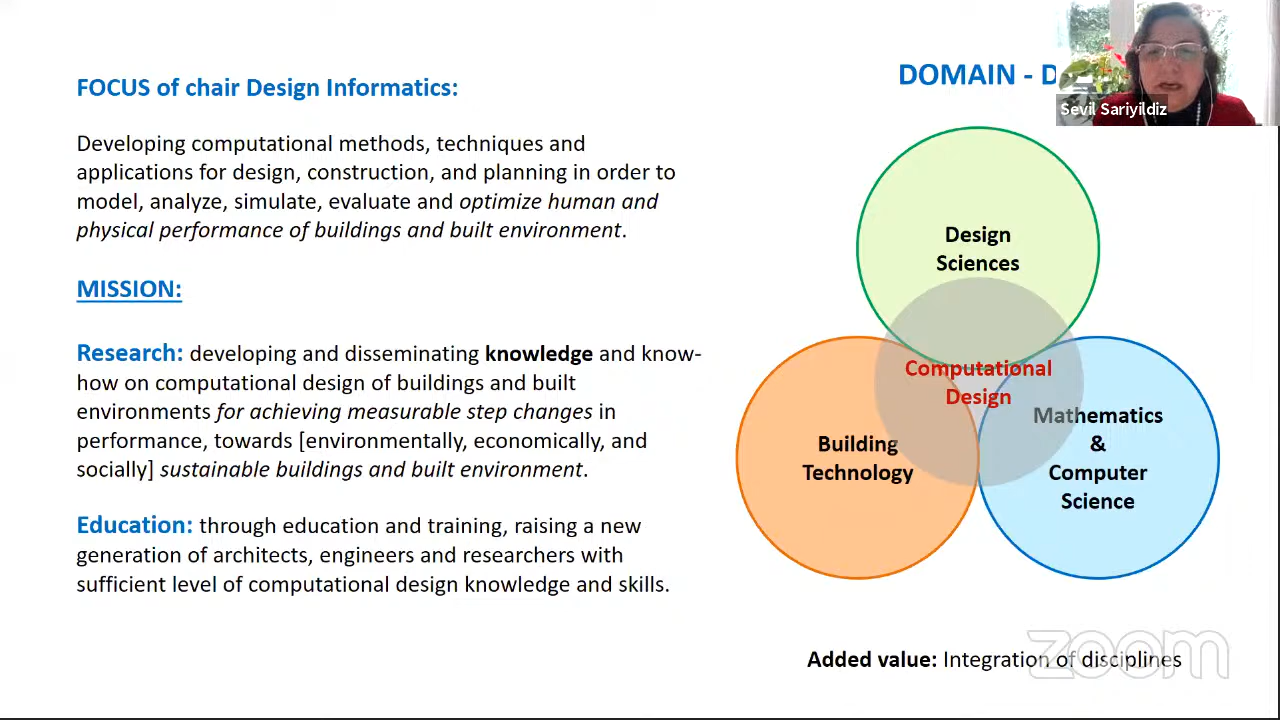 FOCUS of chair Design Informatics:
Developing computational methods, techniques and
applications for design, construction, and planning in order to
model, analyze, simulate, evaluate and optimize human and
physical performance of buildings and built environment.
MISSION:
Research: developing and disseminating knowledge and know-
how on computational design of buildings and built
environments for achieving measurable step changes in
performance, towards [environmentally, economically, and
socially] sustainable buildings and built environment.
Education: through education and training, raising a new
generation of architects, engineers and researchers with
sufficient level of computational design knowledge and skills.
DOMAIN - D
Sevil Sariyildiz
Design
Sciences
Computational
Design
Building
Technology
Mathematics
&
Computer
Science
Added value: Integration of disciplines
zoom